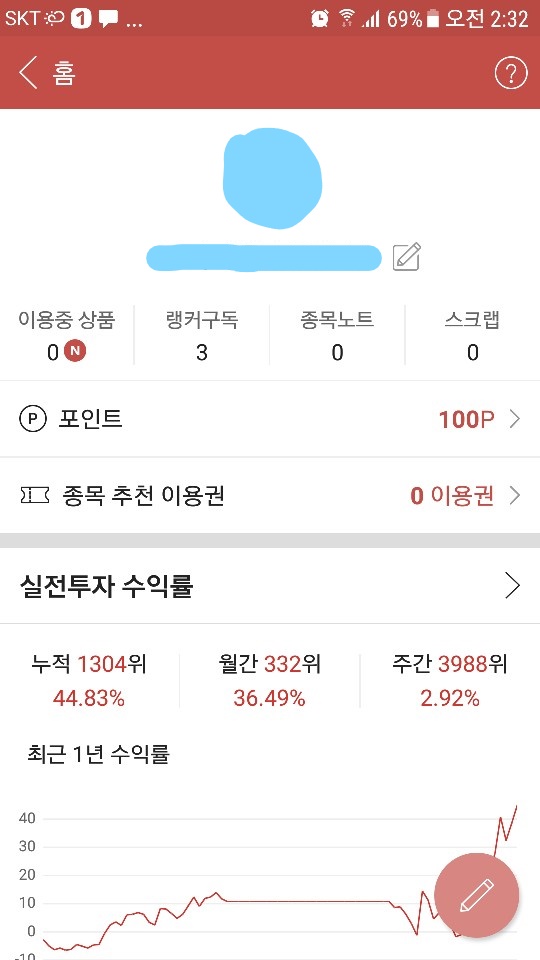 SKT 1 ... 69% 오전 2:32
홈 ?
이용중 상품 랭커구독 종목노트 스크랩
0 N 3 0 0
P 포인트 100P
종목 추천 이용권 0 이용권
실전투자 수익률
누적 1304위 월간 332위 주간 3988위
44.83% 36.49% 2.92%
최근 1년 수익률
40
30
20
10
0
-10